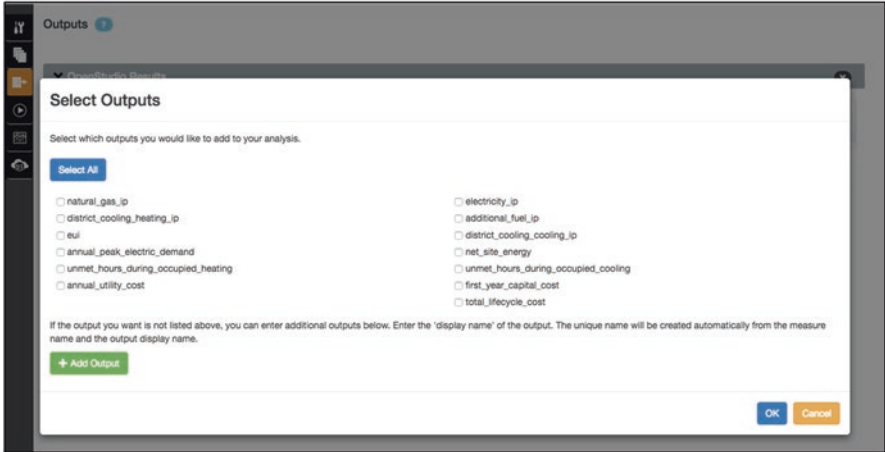 Outputs ?
OpenStudio Results
Select Outputs
Select which outputs you would like to add to your analysis.
Select All
natural_gas_ip
district_cooling_heating_ip
eui
annual_peak_electric_demand
unmet_hours_during_occupied_heating
annual_utility_cost
electricity_ip
additional_fuel_ip
district_cooling_cooling_ip
net_site_energy
unmet_hours_during_occupied_cooling
first_year_capital_cost
total_lifecycle_cost
If the output you want is not listed above, you can enter additional outputs below. Enter the 'display name' of the output. The unique name will be created automatically from the measure
name and the output display name.
+ Add Output
OK
Cancel